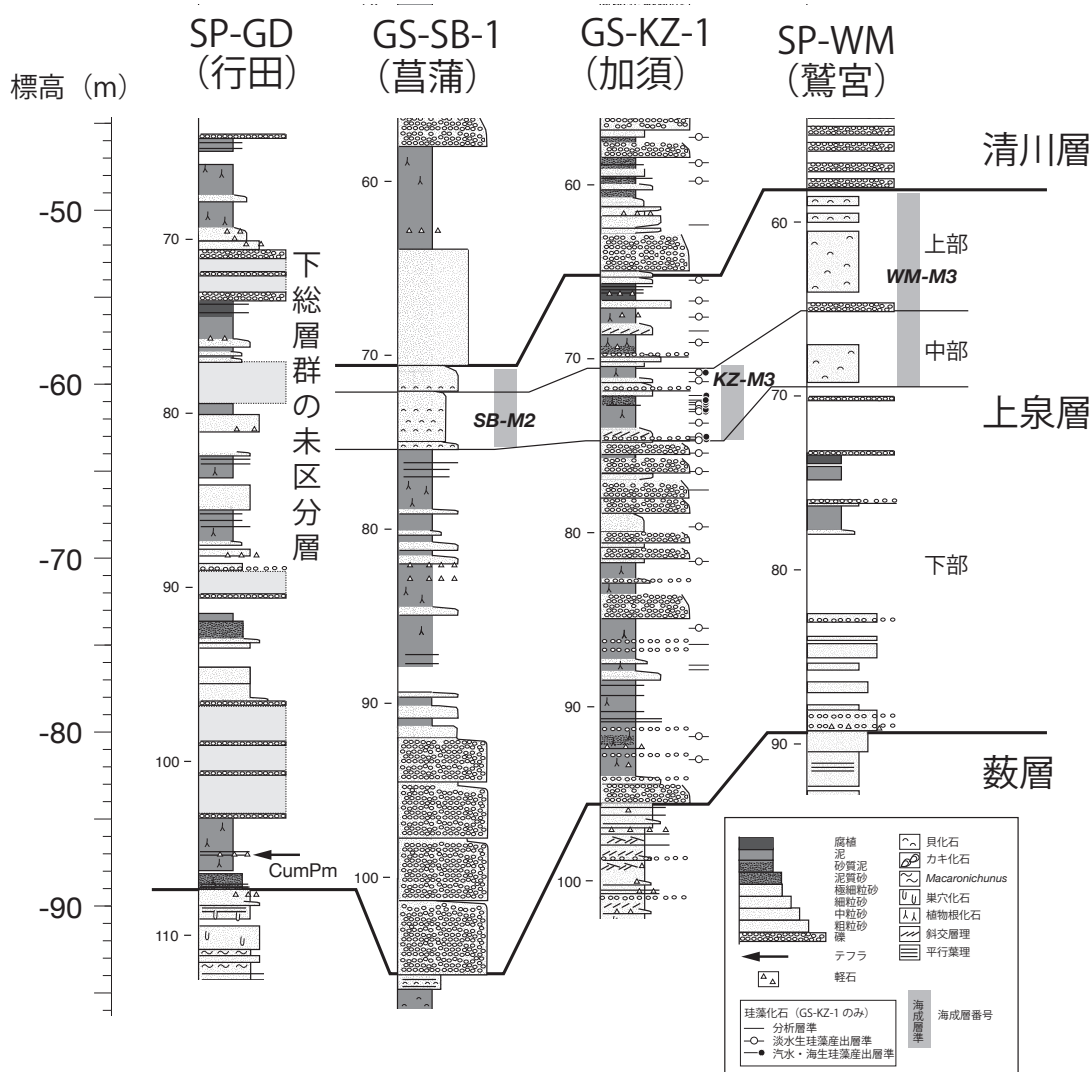 SP-GD
(行田)
GS-SB-1
(菖蒲)
GS-KZ-1
(加須)
SP-WM
(鷲宮)
標高 (m)
-50
-60
-70
-80
-90
70
80
90
100
110
下総層群の未区分層
CumPm
60
70
80
90
100
SB-M2
60
70
80
90
100
KZ-M3
60
70
80
90
WM-M3
清川層
上部
中部
上泉層
下部
薮層
腐植
泥
砂質泥
泥質砂
極細粒砂
細粒砂
中粒砂
粗粒砂
礫
テフラ
軽石
貝化石
カキ化石
Macaronichunus
巣穴化石
植物根化石
斜交層理
平行葉理
珪藻化石 (GS-KZ-1 のみ)
分析層準
淡水生珪藻産出層準
汽水・海生珪藻産出層準
海成層準
海成層番号